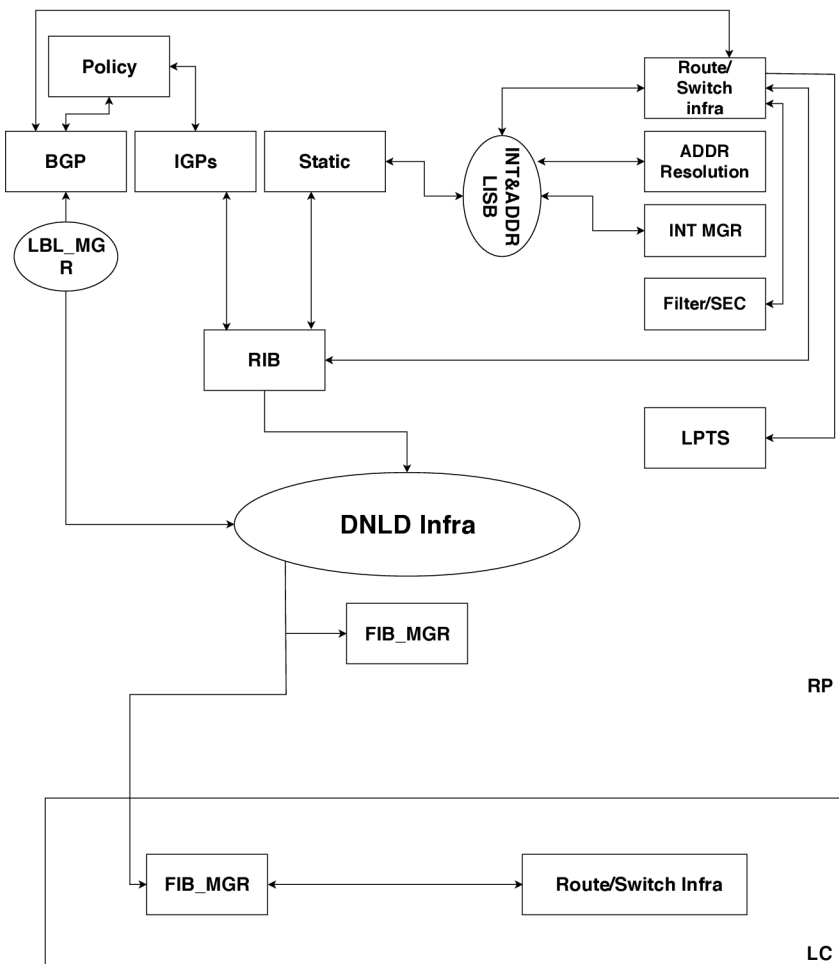 Policy
Route/
Switch
infra
BGP
IGPs
Static
INT&ADDR
LISB
ADDR
Resolution
INT MGR
LBL_MG
R
Filter/SEC
RIB
LPTS
DNLD Infra
FIB_MGR
RP
FIB_MGR
Route/Switch Infra
LC